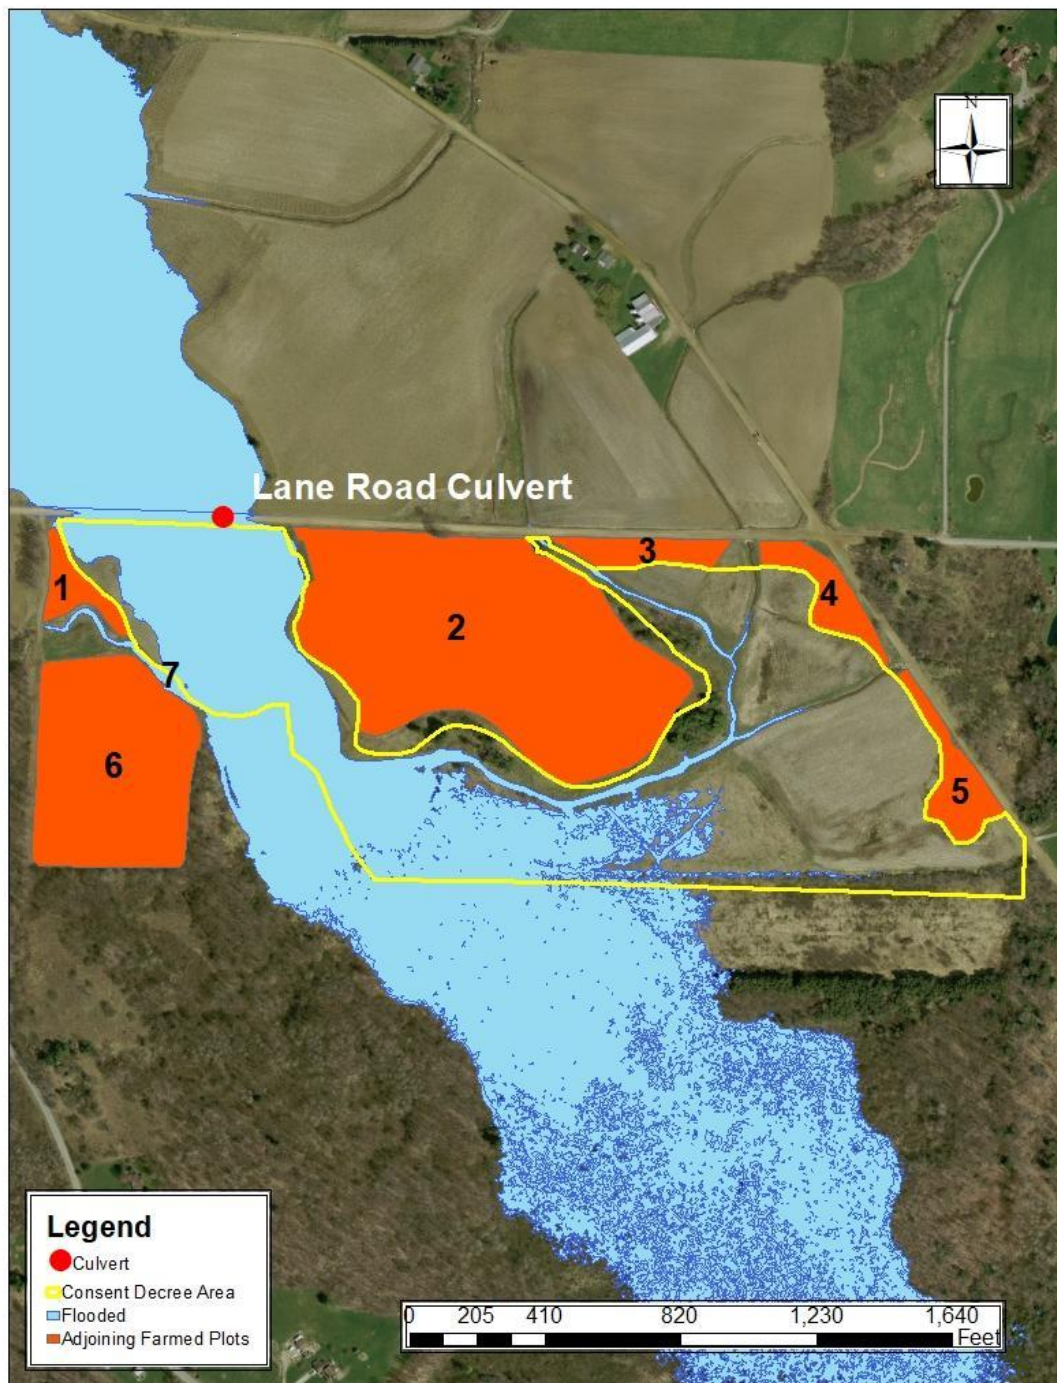 N
Lane Road Culvert
1
2
3
4
5
6
7
Legend
Culvert
Consent Decree Area
Flooded
Adjoining Farmed Plots
0 205 410 820 1,230 1,640
Feet